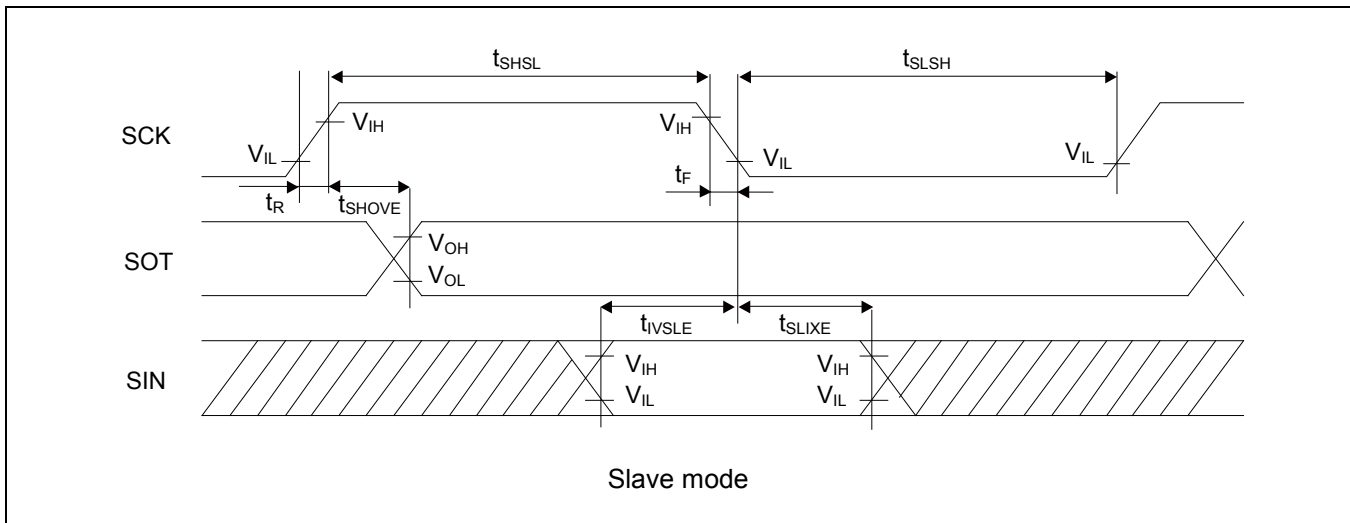 tSHSL
tSLSH
SCK
VIH
VIH
VIL
VIL
VIL
tF
tR
tSHOVE
SOT
VOH
VOL
tIVSLE
tSLIXE
SIN
VIH
VIH
VIL
VIL
Slave mode